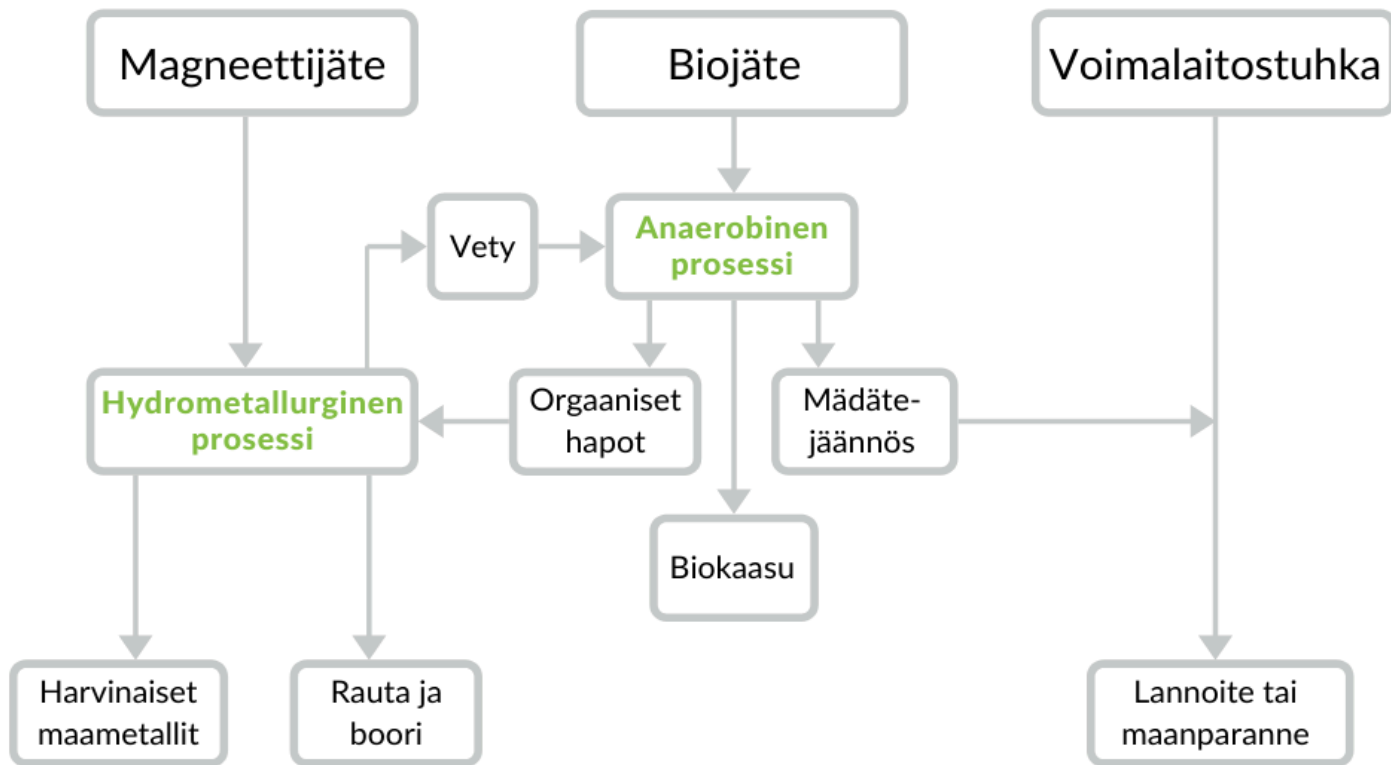 Magneettijäte
Biojäte
Voimalaitostuhka
Vety
Anaerobinen
prosessi
Hydrometallurginen
prosessi
Orgaaniset
hapot
Mädäte-
jäännös
Biokaasu
Harvinaiset
maametallit
Rauta ja
boori
Lannoite tai
maanparanne